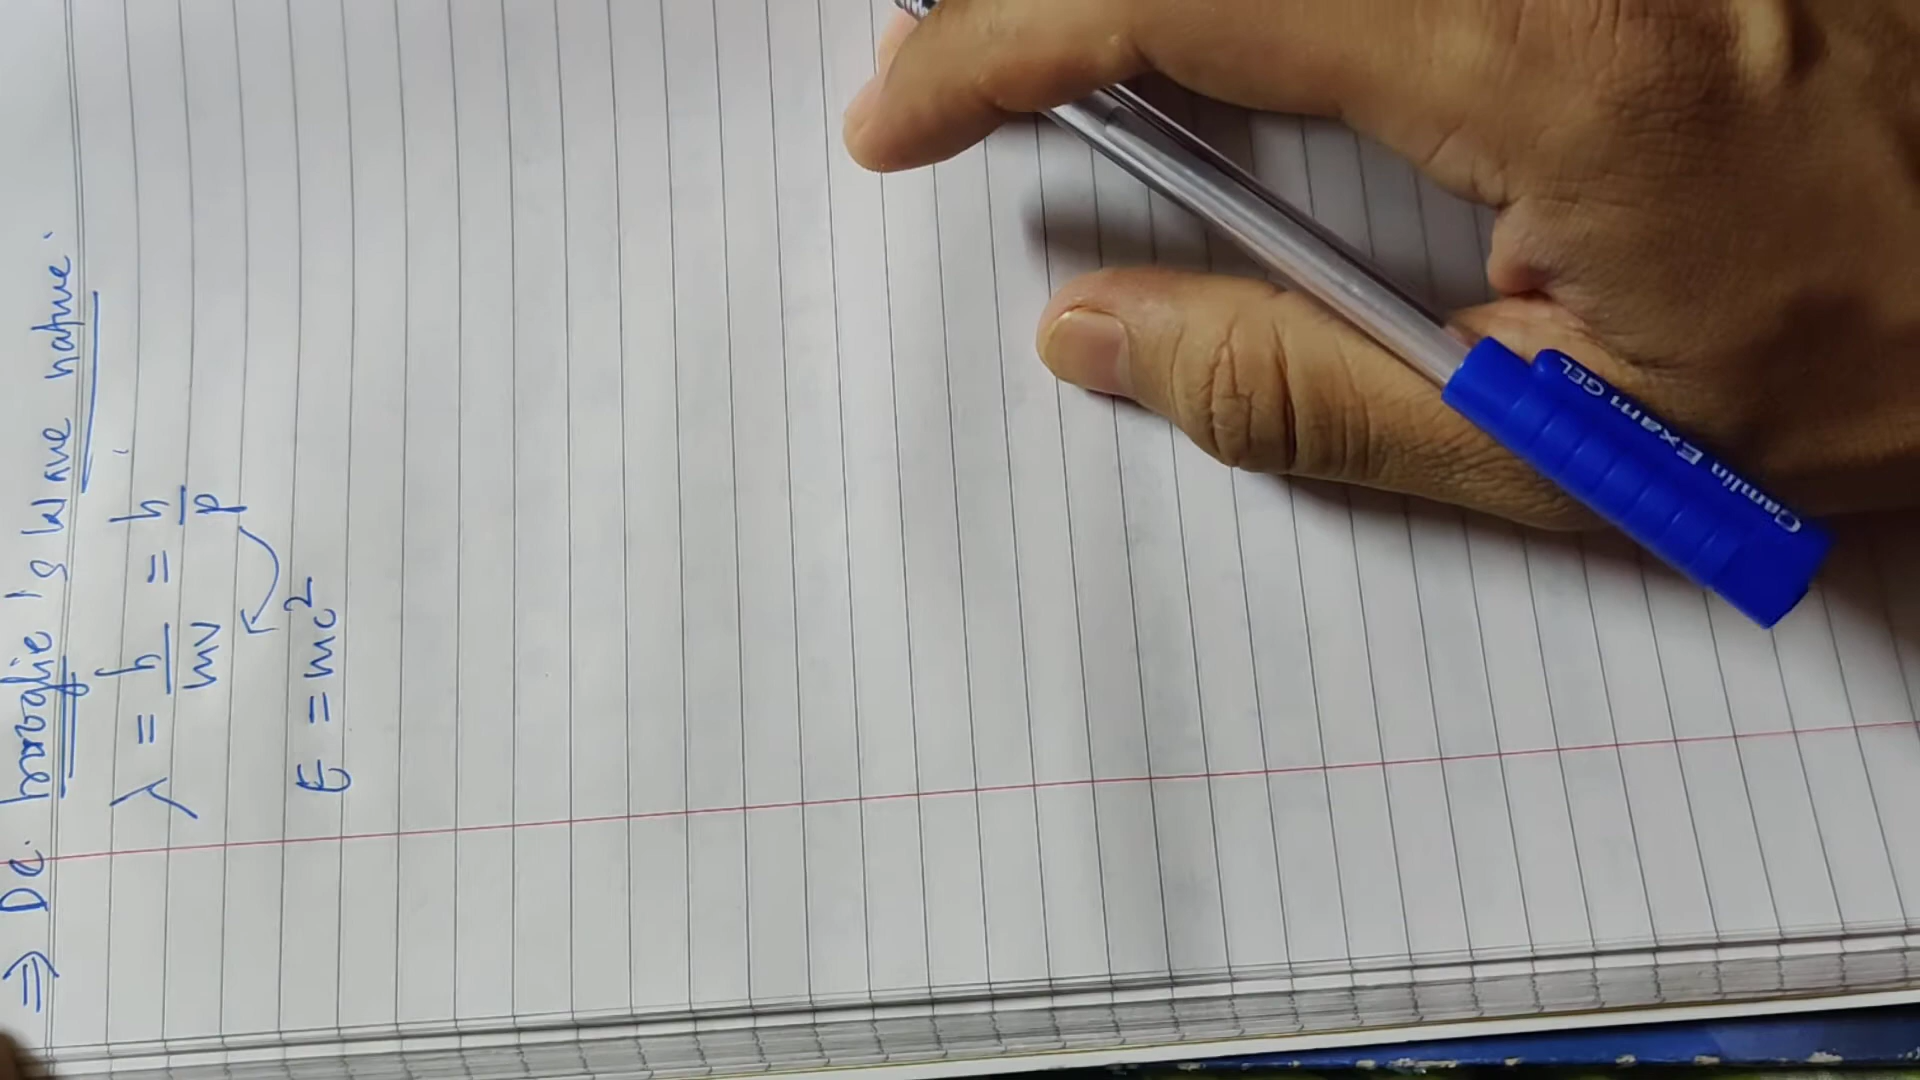 ⇒ De. broglie's Wave nature.
λ = h/mv = h/p
E = mc²
Camlin Exam GEL